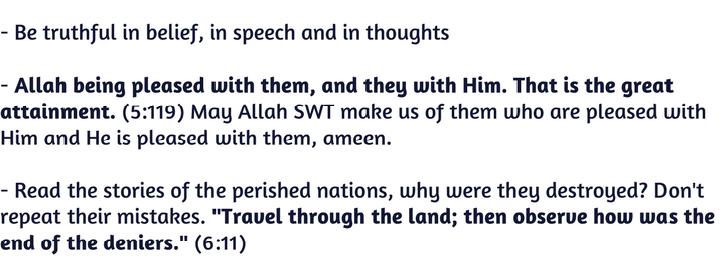 - Be truthful in belief, in speech and in thoughts
- Allah being pleased with them, and they with Him. That is the great
attainment. (5:119) May Allah SWT make us of them who are pleased with
Him and He is pleased with them, ameen.
- Read the stories of the perished nations, why were they destroyed? Don't
repeat their mistakes. "Travel through the land; then observe how was the
end of the deniers." (6:11)